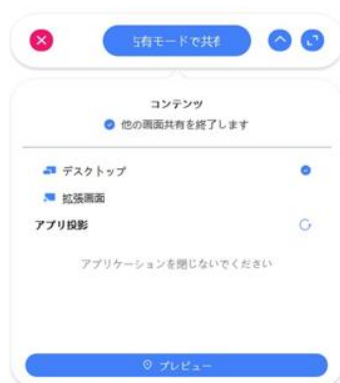 有モードで共有
コンテンツ
他の画面共有を終了します
デスクトップ
拡張画面
アプリ投影
アプリケーションを閉じないでください
プレビュー